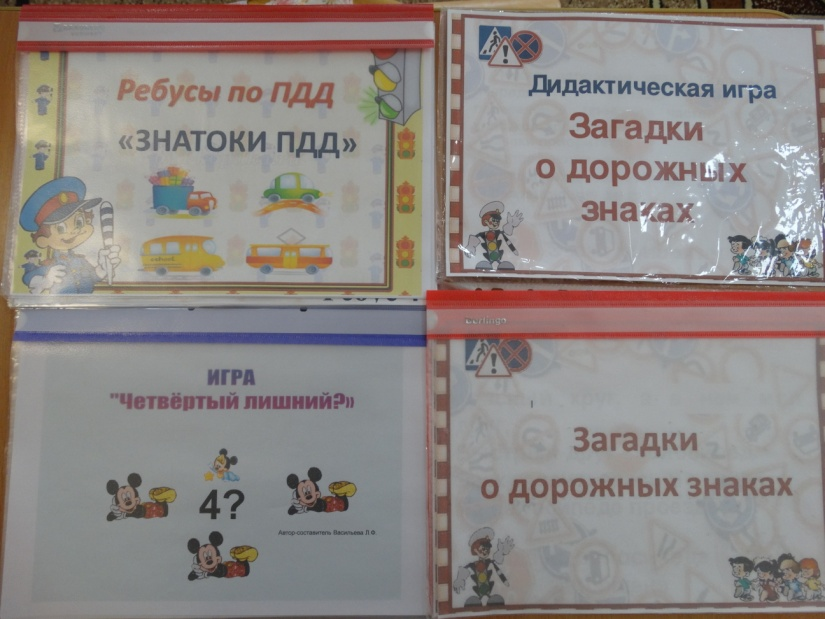 Ребусы по ПДД
«ЗНАТОКИ ПДД»
Дидактическая игра
Загадки
о дорожных
знаках
ИГРА
"Четвёртый лишний?»
4?
Автор-составитель Васильева Л.Ф.
Berlingo
Загадки
о дорожных знаках